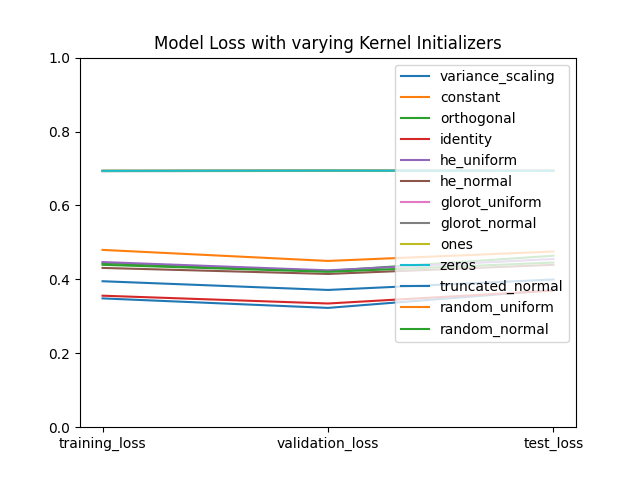 Model Loss with varying Kernel Initializers
1.0
0.8
0.6
0.4
0.2
0.0
variance_scaling
constant
orthogonal
identity
he_uniform
he_normal
glorot_uniform
glorot_normal
ones
zeros
truncated_normal
random_uniform
random_normal
training_loss
validation_loss
test_loss